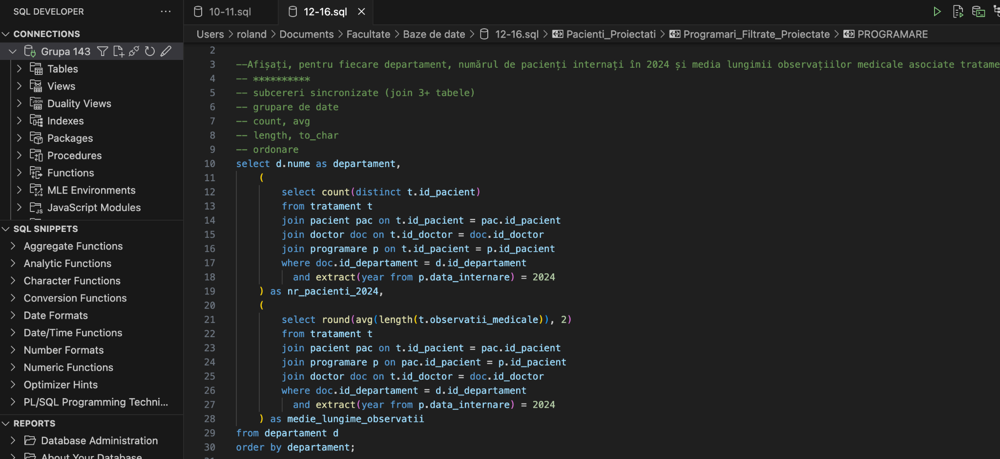 SQL DEVELOPER
CONNECTIONS
Grupa 143
Tables
Views
Duality Views
Indexes
Packages
Procedures
Functions
MLE Environments
JavaScript Modules
SQL SNIPPETS
Aggregate Functions
Analytic Functions
Character Functions
Conversion Functions
Date Formats
Date/Time Functions
Number Formats
Numeric Functions
Optimizer Hints
PL/SQL Programming Techni...
REPORTS
Database Administration
About Your Database
10-11.sql
12-16.sql
Users > roland > Documents > Facultate > Baze de date > 12-16.sql > Pacienti_Proiectati > Programari_Filtrate_Proiectate > PROGRAMARE
2
3 --Afișați, pentru fiecare departament, numărul de pacienți internați în 2024 și media lungimii observațiilor medicale asociate tratame
4 -- **********
5 -- subcereri sincronizate (join 3+ tabele)
6 -- grupare de date
7 -- count, avg
8 -- length, to_char
9 -- ordonare
10 select d.nume as departament,
11 (
12 select count(distinct t.id_pacient)
13 from tratament t
14 join pacient pac on t.id_pacient = pac.id_pacient
15 join doctor doc on t.id_doctor = doc.id_doctor
16 join programare p on t.id_pacient = p.id_pacient
17 where doc.id_departament = d.id_departament
18 and extract(year from p.data_internare) = 2024
19 ) as nr_pacienti_2024,
20 (
21 select round(avg(length(t.observatii_medicale)), 2)
22 from tratament t
23 join pacient pac on t.id_pacient = pac.id_pacient
24 join programare p on pac.id_pacient = p.id_pacient
25 join doctor doc on t.id_doctor = doc.id_doctor
26 where doc.id_departament = d.id_departament
27 and extract(year from p.data_internare) = 2024
28 ) as medie_lungime_observatii
29 from departament d
30 order by departament;